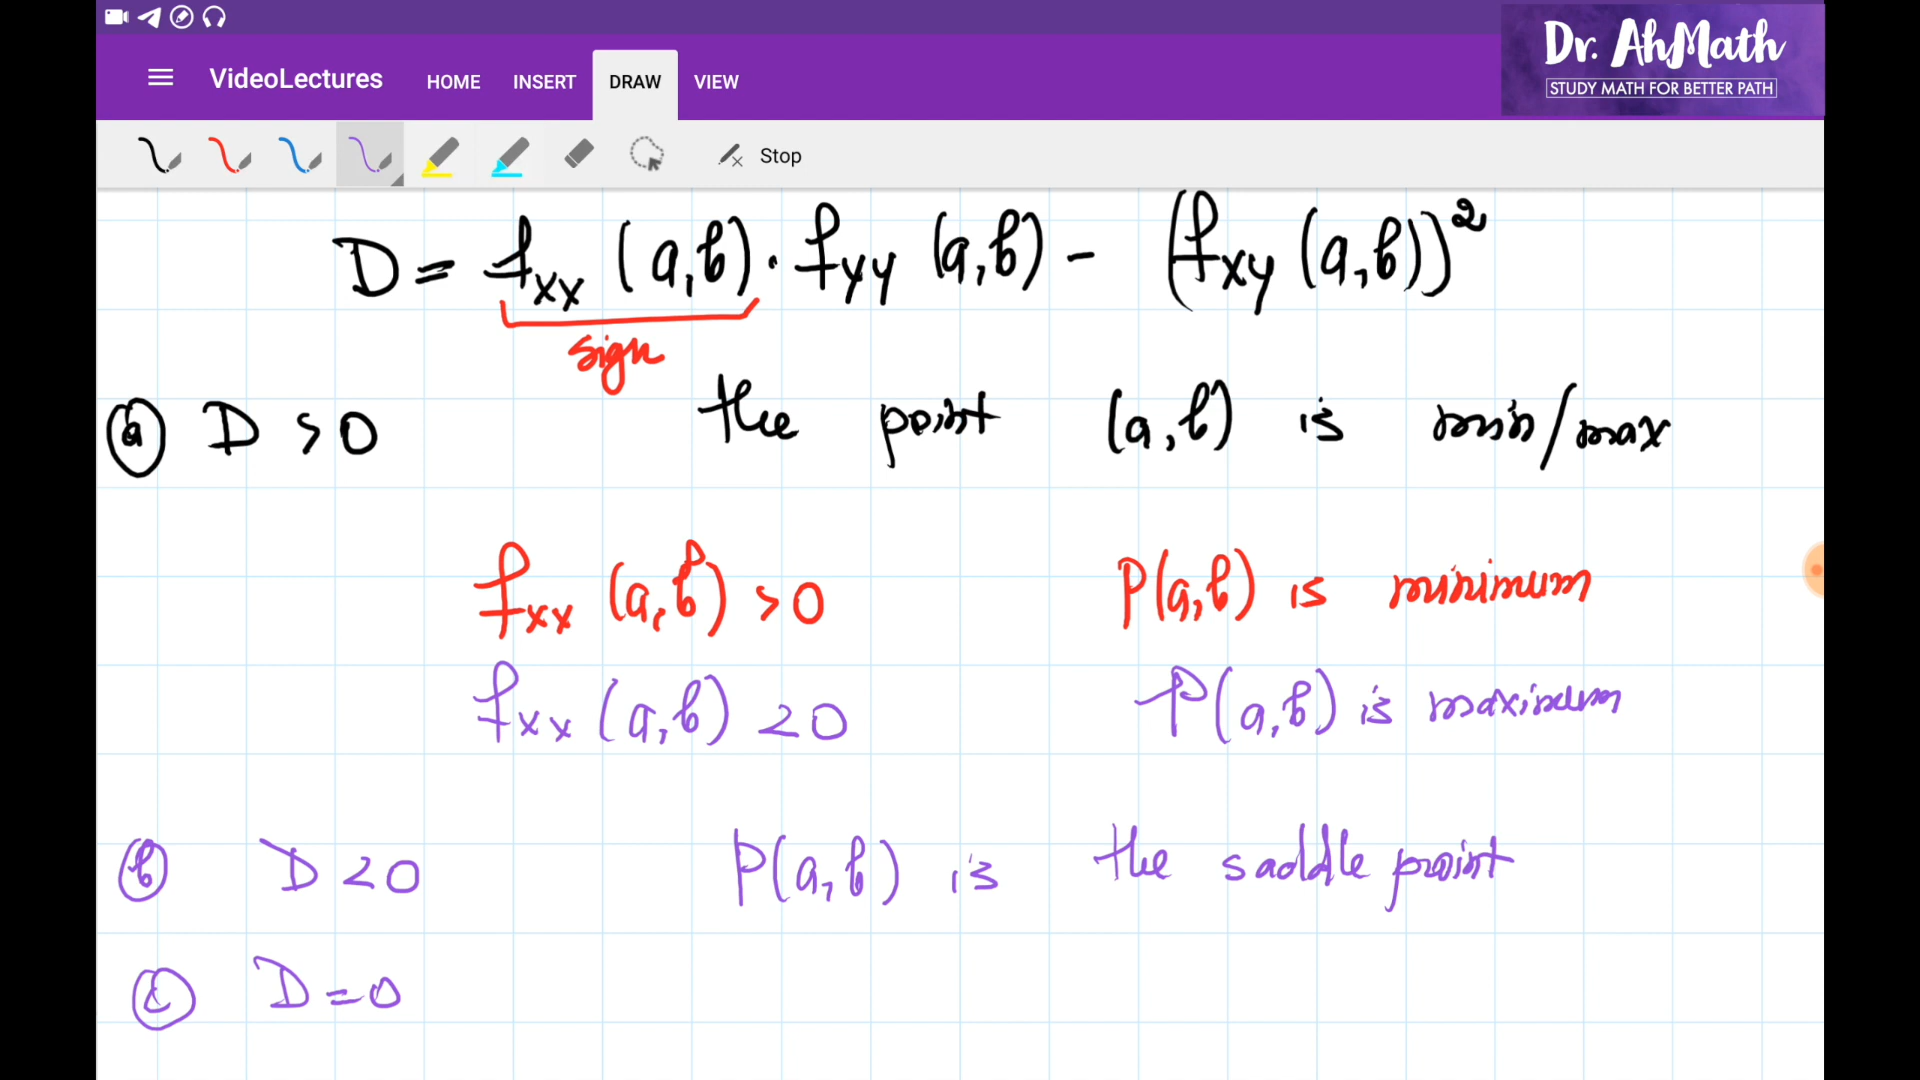 Dr. AhMath
STUDY MATH FOR BETTER PATH
VideoLectures HOME INSERT DRAW VIEW
Stop
D = fxx (a,b) · fyy (a,b) - (fxy (a,b))²
sign
(a) D > 0 the point (a,b) is min/max
fxx (a,b) > 0 P(a,b) is minimum
fxx (a,b) < 0 P(a,b) is maximum
(b) D < 0 P(a,b) is the saddle point
(c) D = 0